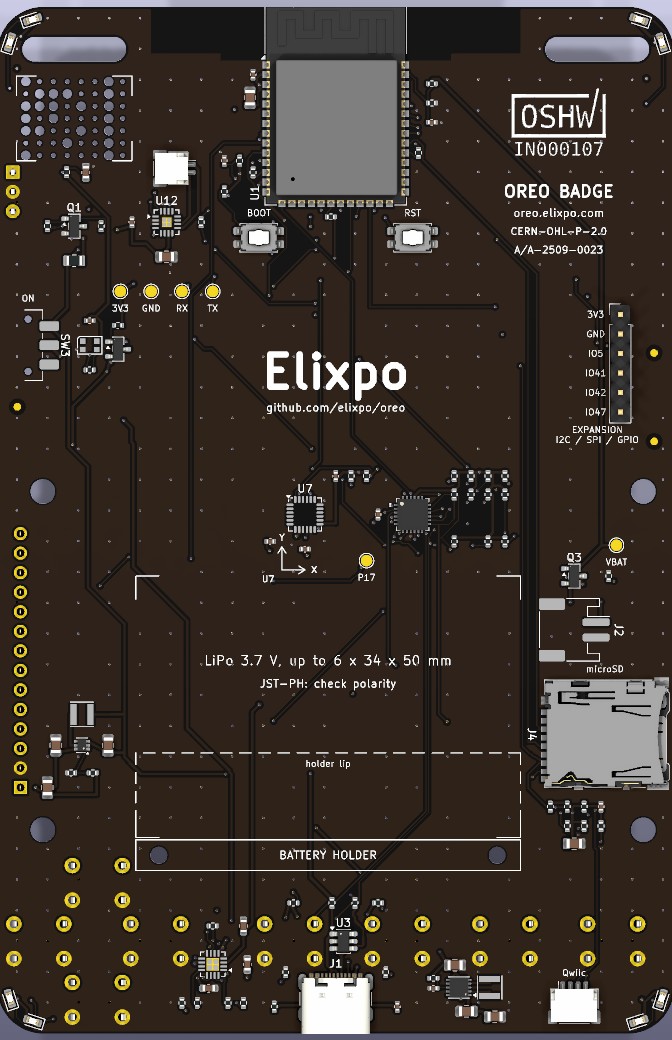 OSHW
IN000107
OREO BADGE
oreo.elixpo.com
CERN-OHL-P-2.0
A/A-2509-0023
U1
U12
Q1
BOOT
RST
3V3
GND
RX
TX
ON
SW3
3V3
GND
IO5
IO41
IO42
IO47
EXPANSION
I2C / SPI / GPIO
Elixpo
github.com/elixpo/oreo
U7
Y
X
U7
P17
Q3
VBAT
J2
LiPo 3.7 V, up to 6 x 34 x 50 mm
JST-PH: check polarity
microSD
J4
holder lip
BATTERY HOLDER
U3
J1
Qwiic